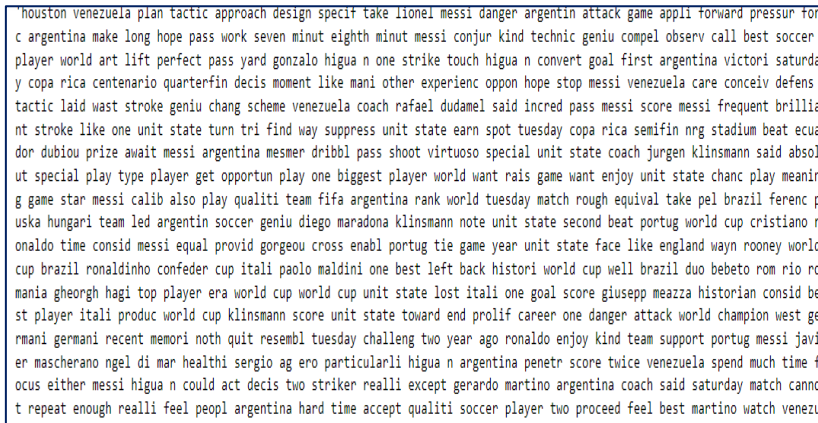 'houston venezuela plan tactic approach design specif take lionel messi danger argentin attack game appli forward pressur for
c argentina make long hope pass work seven minut eighth minut messi conjur kind technic geniu compel observ call best soccer
player world art lift perfect pass yard gonzalo higua n one strike touch higua n convert goal first argentina victori saturda
y copa rica centenario quarterfin decis moment like mani other experienc oppon hope stop messi venezuela care conceiv defens
tactic laid wast stroke geniu chang scheme venezuela coach rafael dudamel said incred pass messi score messi frequent brillia
nt stroke like one unit state turn tri find way suppress unit state earn spot tuesday copa rica semifin nrg stadium beat ecua
dor dubiou prize await messi argentina mesmer dribbl pass shoot virtuoso special unit state coach jurgen klinsmann said absol
ut special play type player get opportun play one biggest player world want rais game want enjoy unit state chanc play meanin
g game star messi calib also play qualiti team fifa argentina rank world tuesday match rough equival take pel brazil ferenc p
uska hungari team led argentin soccer geniu diego maradona klinsmann note unit state second beat portug world cup cristiano r
onaldo time consid messi equal provid gorgeou cross enabl portug tie game year unit state face like england wayn rooney world
cup brazil ronaldinho confeder cup itali paolo maldini one best left back histori world cup well brazil duo bebeto rom rio ro
mania gheorgh hagi top player era world cup world cup unit state lost itali one goal score giusepp meazza historian consid be
st player itali produc world cup klinsmann score unit state toward end prolif career one danger attack world champion west ge
rmani germani recent memori noth quit resembl tuesday challeng two year ago ronaldo enjoy kind team support portug messi javi
er mascherano ngel di mar healthi sergio ag ero particularli higua n argentina penetr score twice venezuela spend much time f
ocus either messi higua n could act decis two striker realli except gerardo martino argentina coach said saturday match canno
t repeat enough realli feel peopl argentina hard time accept qualiti soccer player two proceed feel best martino watch venezu